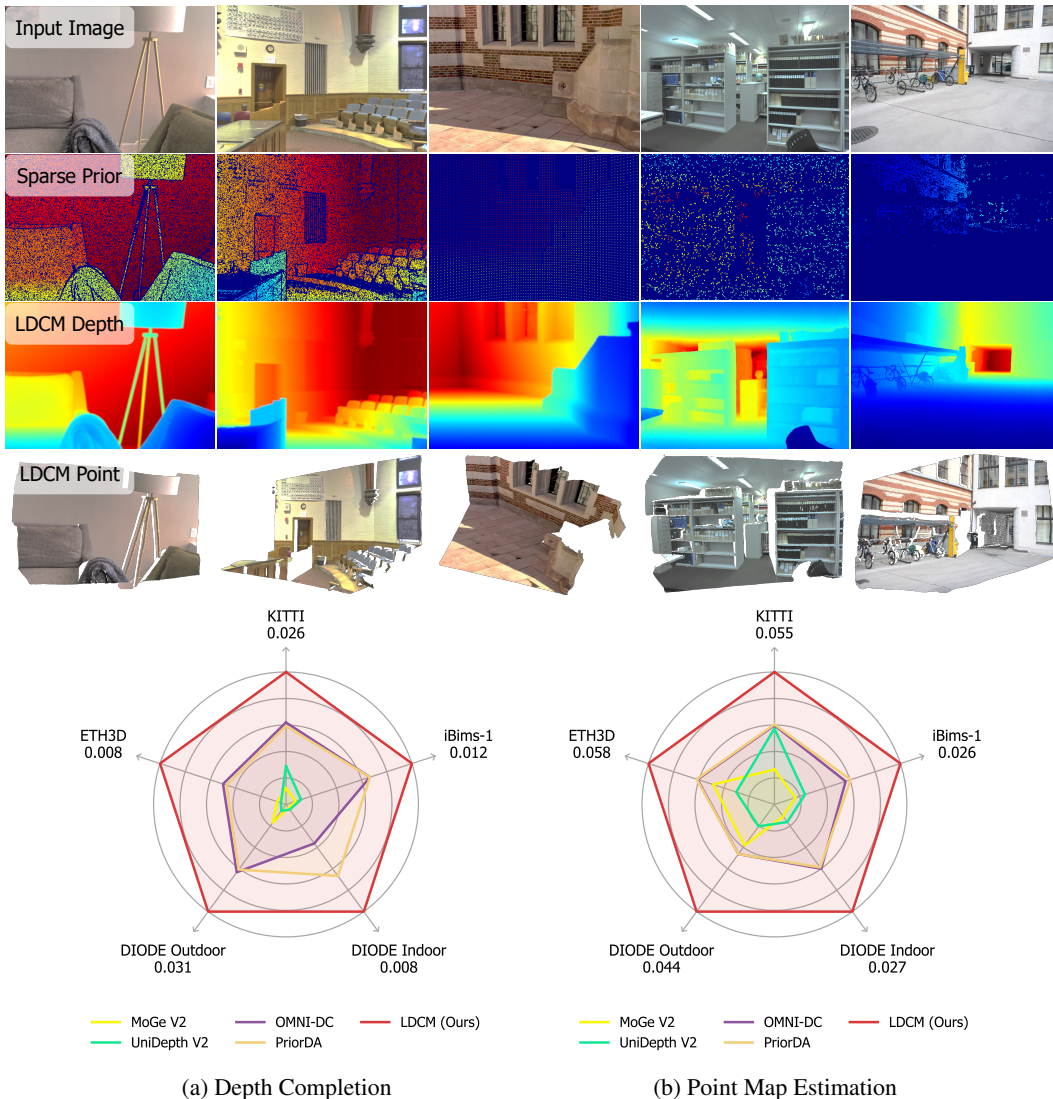 Input Image
Sparse Prior
LDCM Depth
LDCM Point
KITTI
0.026
ETH3D
0.008
iBims-1
0.012
DIODE Outdoor
0.031
DIODE Indoor
0.008
MoGe V2
OMNI-DC
LDCM (Ours)
UniDepth V2
PriorDA
(a) Depth Completion
KITTI
0.055
ETH3D
0.058
iBims-1
0.026
DIODE Outdoor
0.044
DIODE Indoor
0.027
MoGe V2
OMNI-DC
LDCM (Ours)
UniDepth V2
PriorDA
(b) Point Map Estimation